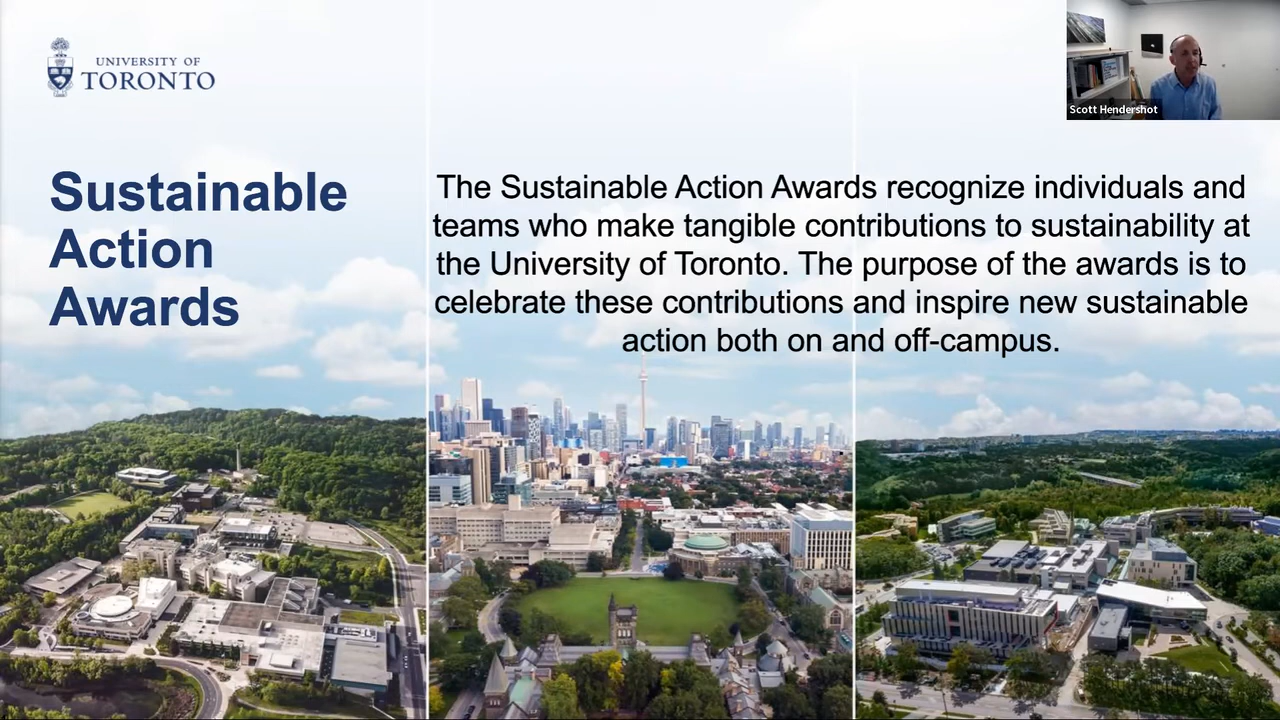 UNIVERSITY OF
TORONTO
Scott Hendershot
Sustainable
Action
Awards
The Sustainable Action Awards recognize individuals and
teams who make tangible contributions to sustainability at
the University of Toronto. The purpose of the awards is to
celebrate these contributions and inspire new sustainable
action both on and off-campus.